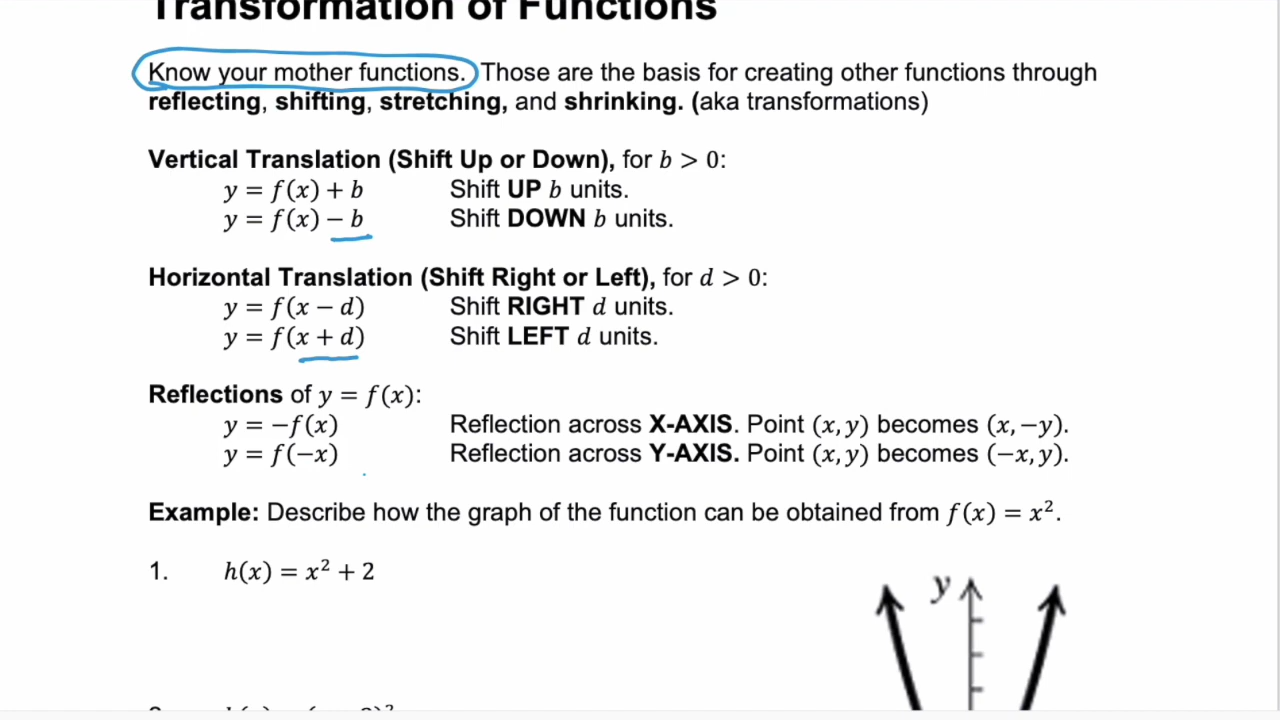 Transformation of Functions
Know your mother functions. Those are the basis for creating other functions through
reflecting, shifting, stretching, and shrinking. (aka transformations)
Vertical Translation (Shift Up or Down), for b > 0:
y = f(x) + b Shift UP b units.
y = f(x) − b Shift DOWN b units.
Horizontal Translation (Shift Right or Left), for d > 0:
y = f(x − d) Shift RIGHT d units.
y = f(x + d) Shift LEFT d units.
Reflections of y = f(x):
y = −f(x) Reflection across X-AXIS. Point (x, y) becomes (x, −y).
y = f(−x) Reflection across Y-AXIS. Point (x, y) becomes (−x, y).
Example: Describe how the graph of the function can be obtained from f(x) = x².
1. h(x) = x² + 2
y